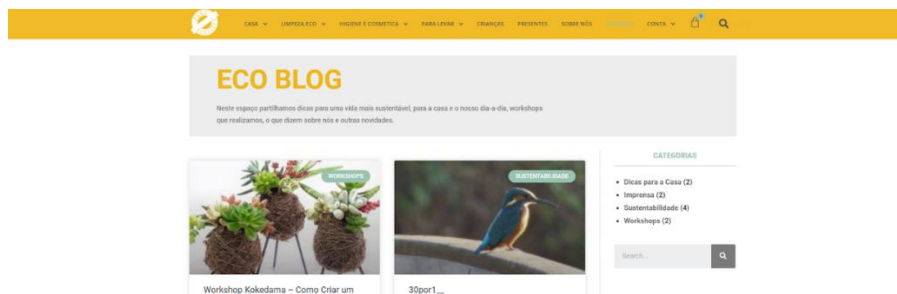 CASA LIMPEZA ECO HIGIENE E COSMETICA PARA LEVAR CRIANÇAS PRESENTES SOBRE NÓS CONTA
ECO BLOG
Neste espaço partilhamos dicas para uma vida mais sustentável, para a casa e o nosso dia-a-dia, workshops
que realizamos, o que dizem sobre nós e outras novidades.
WORKSHOPS
SUSTENTABILIDADE
Workshop Kokedama – Como Criar um
30por1__
CATEGORIAS
Dicas para a Casa (2)
Imprensa (2)
Sustentabilidade (4)
Workshops (2)
Search...